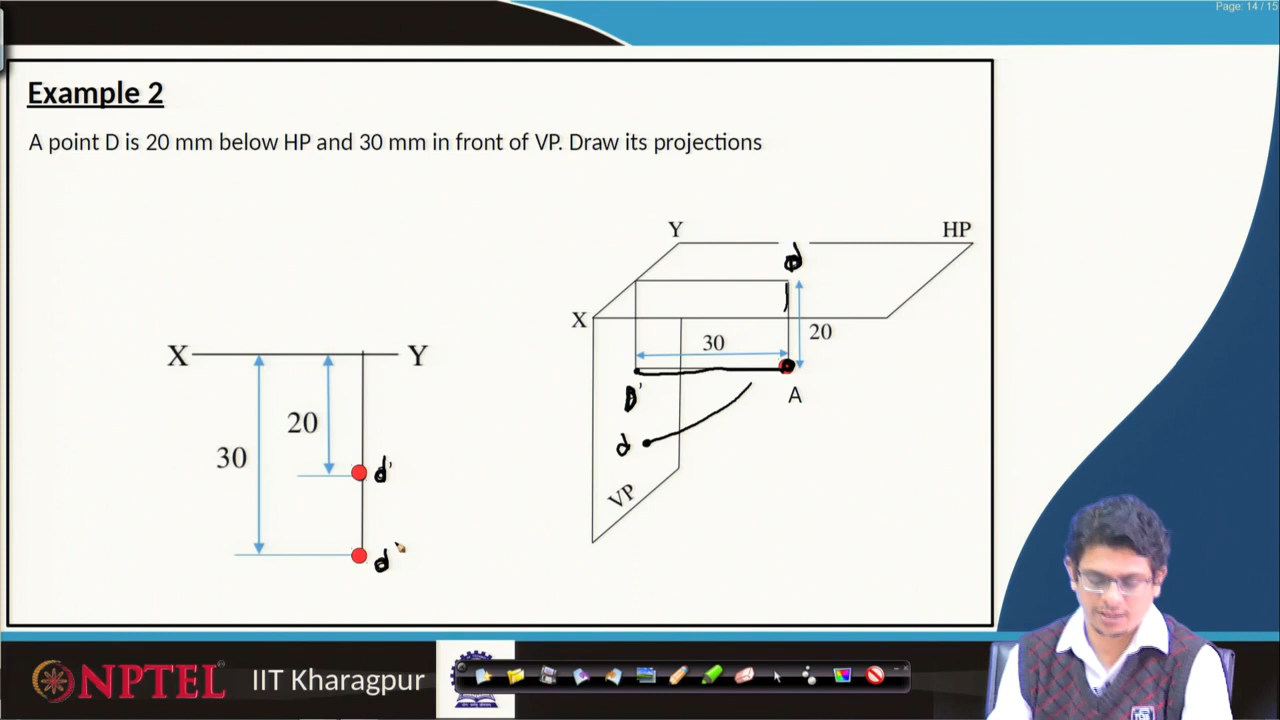 Page: 14 / 15
Example 2
A point D is 20 mm below HP and 30 mm in front of VP. Draw its projections
Y
HP
d
X
20
30
A
D'
d
VP
X
Y
20
30
d'
d
NPTEL
IIT Kharagpur